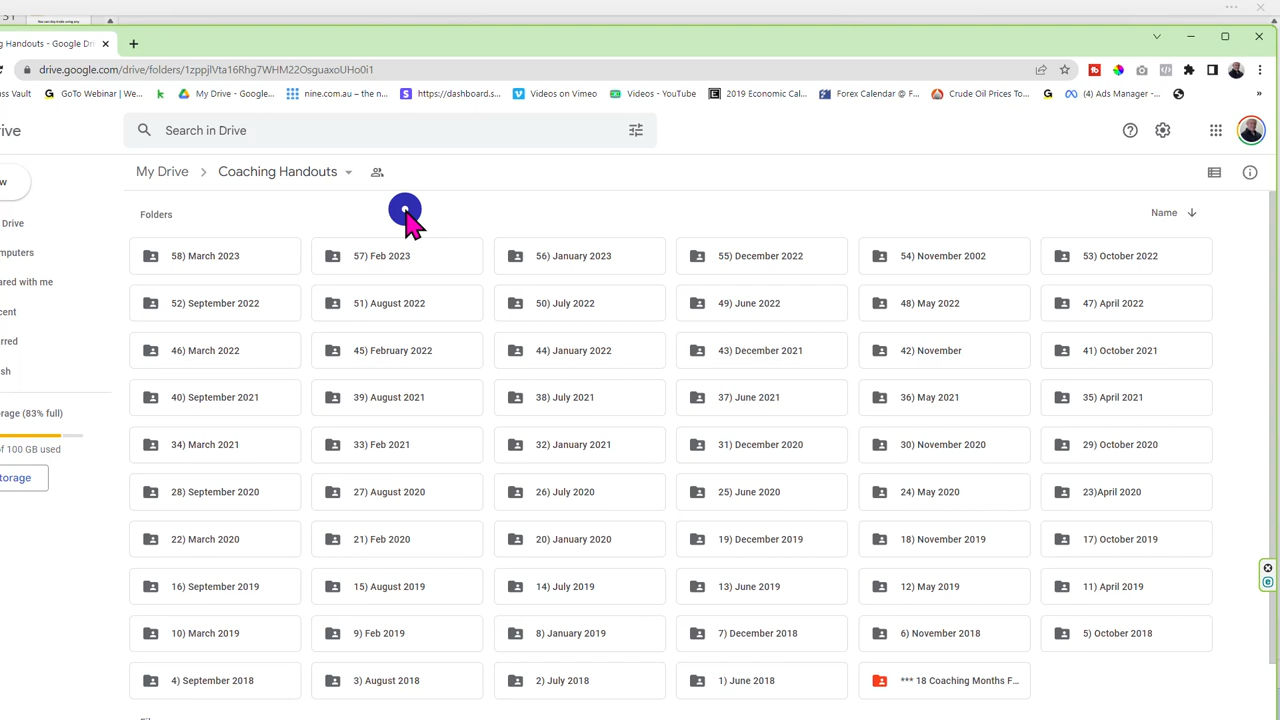 You can day trade using any
g Handouts - Google Dri
drive.google.com/drive/folders/1zppjlVta16Rhg7WHM22OsguaxoUHo0i1
ss Vault GoTo Webinar | We... My Drive - Google... nine.com.au – the n... https://dashboard.s... Videos on Vimeo Videos - YouTube 2019 Economic Cal... Forex Calendar @ F... Crude Oil Prices To... (4) Ads Manager -... »
rive Search in Drive
My Drive > Coaching Handouts
w
Folders Name
Drive
mputers
ared with me
cent
rred
sh
orage (83% full)
of 100 GB used
torage
58) March 2023 57) Feb 2023 56) January 2023 55) December 2022 54) November 2002 53) October 2022
52) September 2022 51) August 2022 50) July 2022 49) June 2022 48) May 2022 47) April 2022
46) March 2022 45) February 2022 44) January 2022 43) December 2021 42) November 41) October 2021
40) September 2021 39) August 2021 38) July 2021 37) June 2021 36) May 2021 35) April 2021
34) March 2021 33) Feb 2021 32) January 2021 31) December 2020 30) November 2020 29) October 2020
28) September 2020 27) August 2020 26) July 2020 25) June 2020 24) May 2020 23)April 2020
22) March 2020 21) Feb 2020 20) January 2020 19) December 2019 18) November 2019 17) October 2019
16) September 2019 15) August 2019 14) July 2019 13) June 2019 12) May 2019 11) April 2019
10) March 2019 9) Feb 2019 8) January 2019 7) December 2018 6) November 2018 5) October 2018
4) September 2018 3) August 2018 2) July 2018 1) June 2018 *** 18 Coaching Months F...